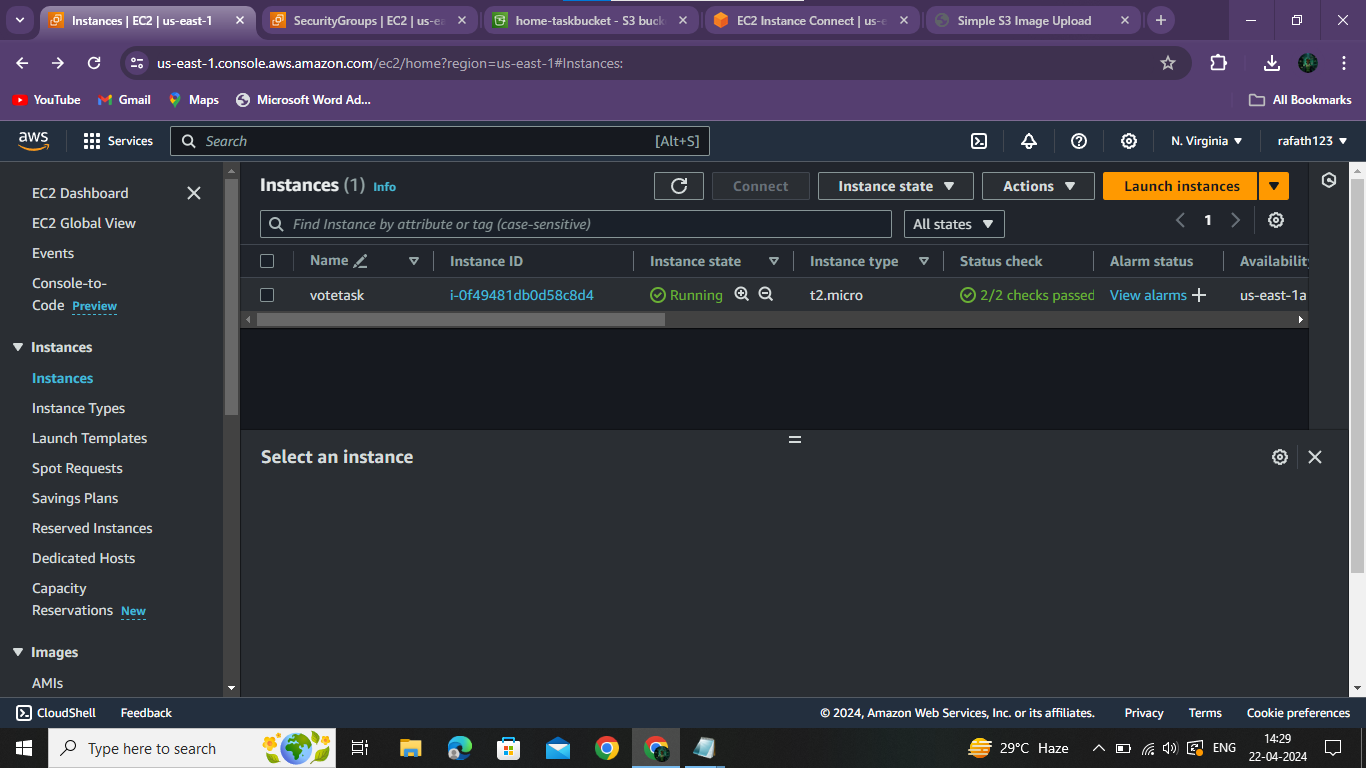 Instances | EC2 | us-east-1
SecurityGroups | EC2 | us-ea
home-taskbucket - S3 buck
EC2 Instance Connect | us-e
Simple S3 Image Upload
us-east-1.console.aws.amazon.com/ec2/home?region=us-east-1#Instances:
YouTube
Gmail
Maps
Microsoft Word Ad...
All Bookmarks
aws
Services
Search
[Alt+S]
N. Virginia
rafath123
EC2 Dashboard
EC2 Global View
Events
Console-to-
Code Preview
Instances
Instances
Instance Types
Launch Templates
Spot Requests
Savings Plans
Reserved Instances
Dedicated Hosts
Capacity
Reservations New
Images
AMIs
Instances (1) Info
Connect
Instance state
Actions
Launch instances
Find Instance by attribute or tag (case-sensitive)
All states
1
Name
Instance ID
Instance state
Instance type
Status check
Alarm status
Availability
votetask
i-0f49481db0d58c8d4
Running
t2.micro
2/2 checks passed
View alarms
us-east-1a
Select an instance
CloudShell
Feedback
© 2024, Amazon Web Services, Inc. or its affiliates.
Privacy
Terms
Cookie preferences
Type here to search
29°C Haze
ENG
14:29
22-04-2024